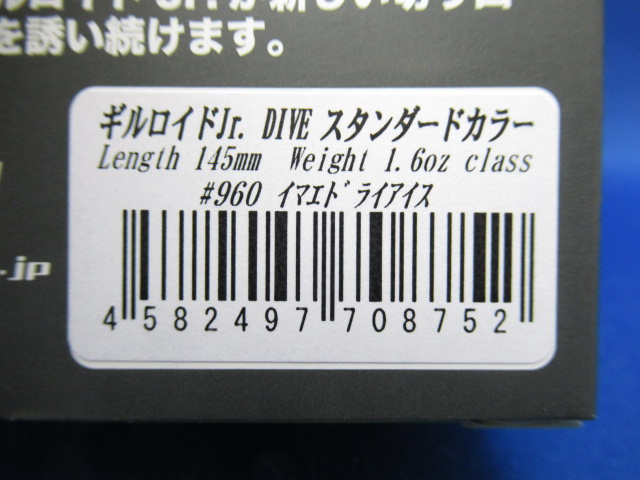 を誘い続けます。
ギルロイドJr. DIVE スタンダードカラー
Length 145mm Weight 1.6oz class
#960 ｲﾏｴﾄﾞﾗｲｱｲｽ
.jp
4 582497 708752